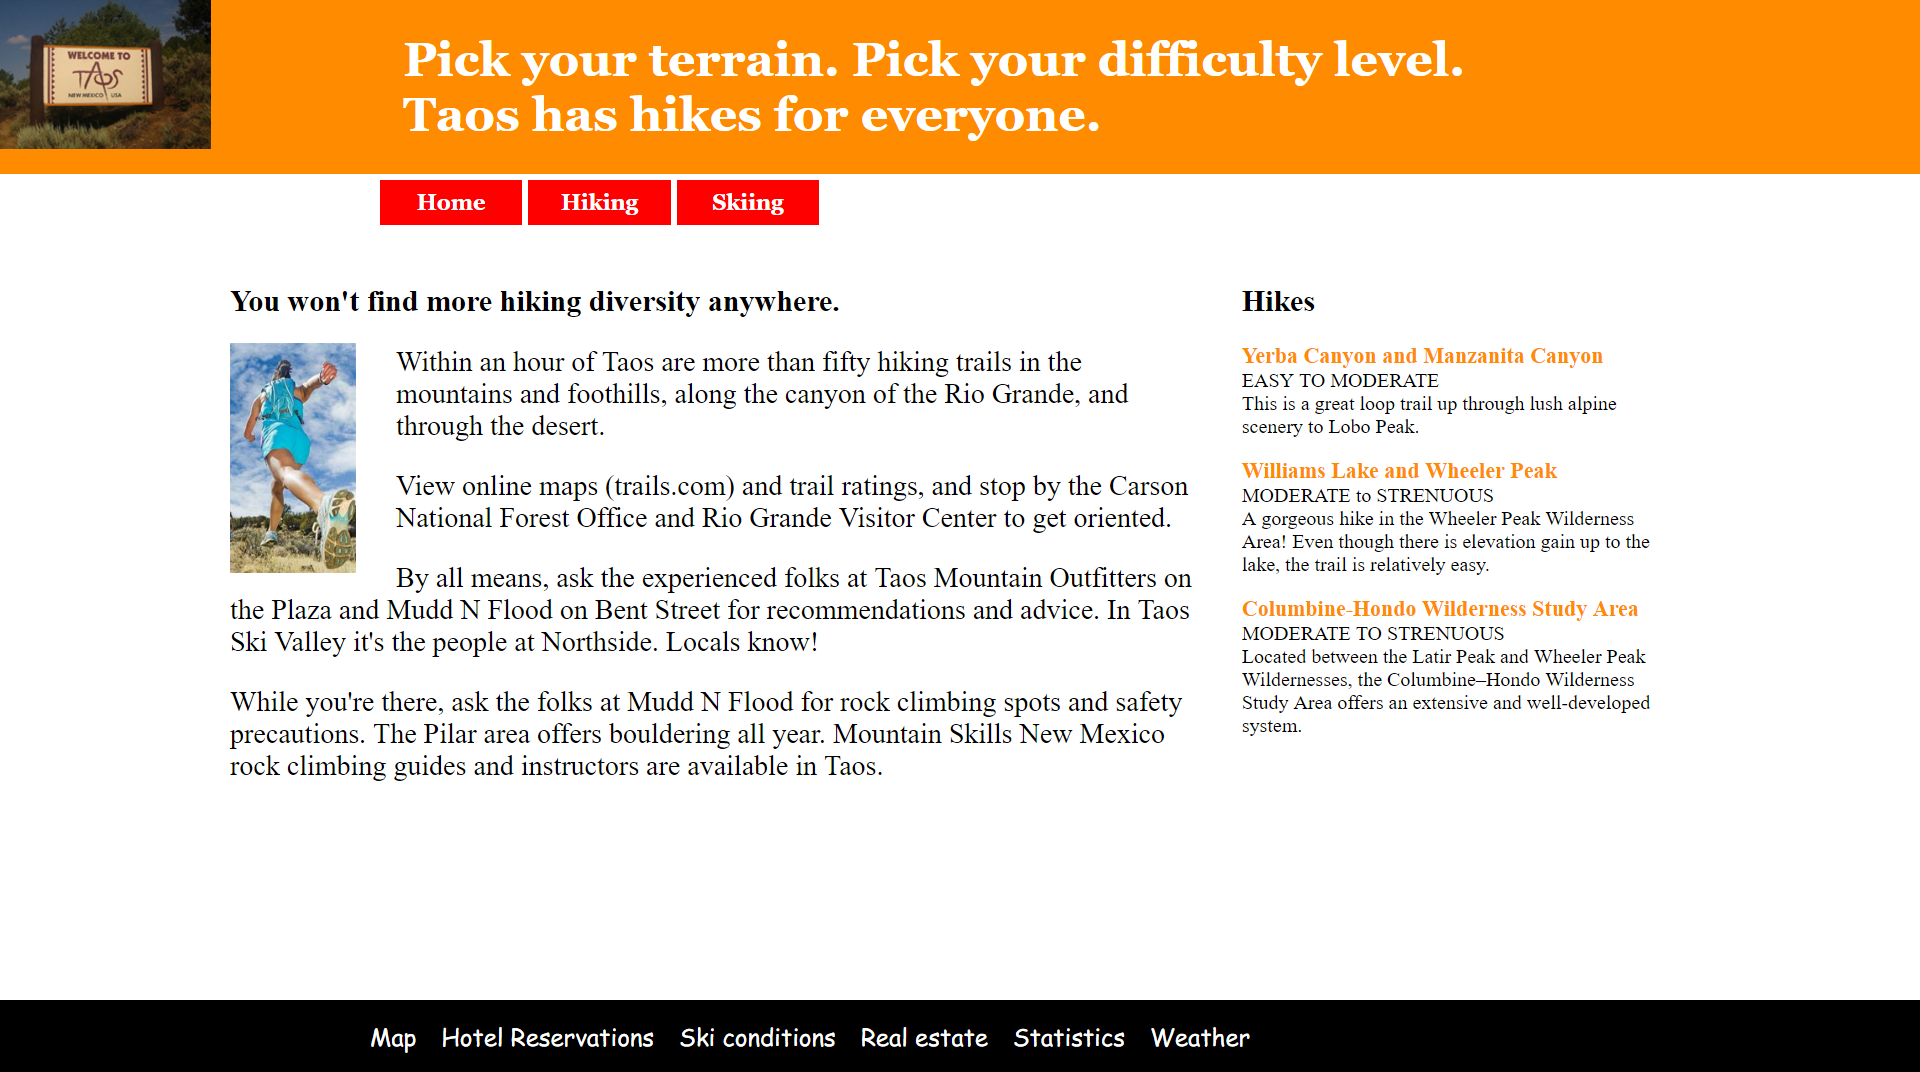 WELCOME TO
TAOS
NEW MEXICO USA
Pick your terrain. Pick your difficulty level.
Taos has hikes for everyone.
Home Hiking Skiing
You won't find more hiking diversity anywhere.
Within an hour of Taos are more than fifty hiking trails in the
mountains and foothills, along the canyon of the Rio Grande, and
through the desert.
View online maps (trails.com) and trail ratings, and stop by the Carson
National Forest Office and Rio Grande Visitor Center to get oriented.
By all means, ask the experienced folks at Taos Mountain Outfitters on
the Plaza and Mudd N Flood on Bent Street for recommendations and advice. In Taos
Ski Valley it's the people at Northside. Locals know!
While you're there, ask the folks at Mudd N Flood for rock climbing spots and safety
precautions. The Pilar area offers bouldering all year. Mountain Skills New Mexico
rock climbing guides and instructors are available in Taos.
Hikes
Yerba Canyon and Manzanita Canyon
EASY TO MODERATE
This is a great loop trail up through lush alpine
scenery to Lobo Peak.
Williams Lake and Wheeler Peak
MODERATE to STRENUOUS
A gorgeous hike in the Wheeler Peak Wilderness
Area! Even though there is elevation gain up to the
lake, the trail is relatively easy.
Columbine-Hondo Wilderness Study Area
MODERATE TO STRENUOUS
Located between the Latir Peak and Wheeler Peak
Wildernesses, the Columbine–Hondo Wilderness
Study Area offers an extensive and well-developed
system.
Map Hotel Reservations Ski conditions Real estate Statistics Weather